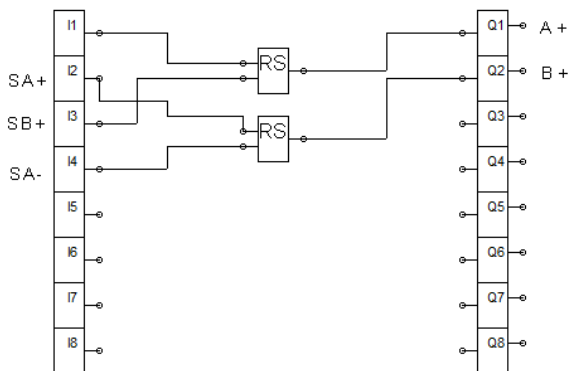 I1 Q1 A+
RS
SA+ I2 Q2 B+
SB+ I3 Q3
RS
SA- I4 Q4
I5 Q5
I6 Q6
I7 Q7
I8 Q8